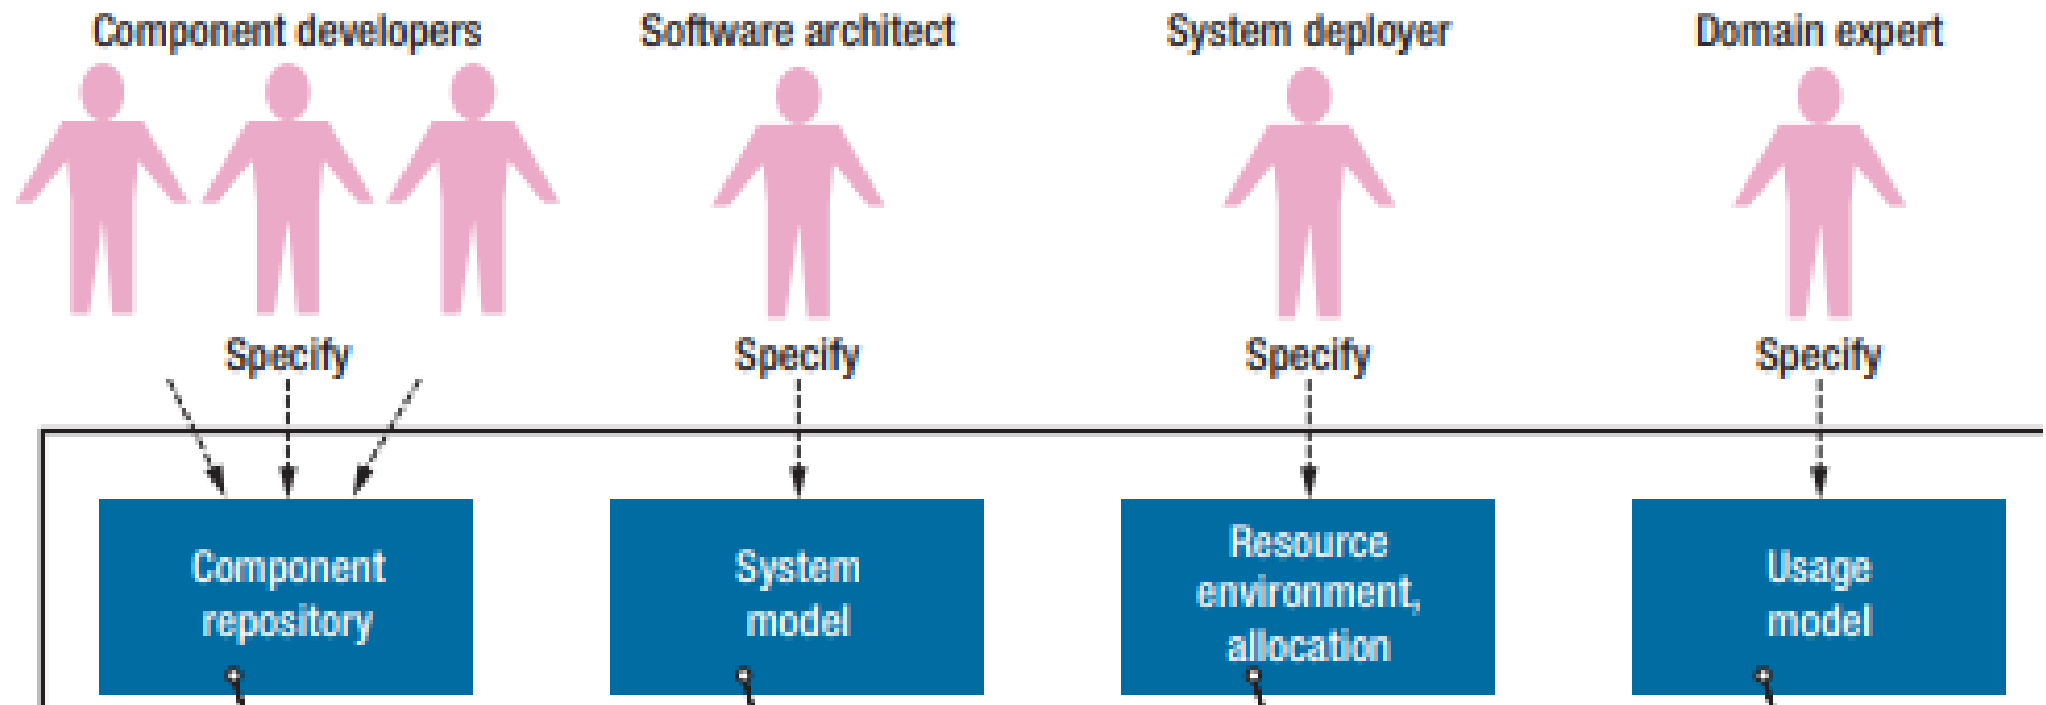 Component developers
Software architect
System deployer
Domain expert
Specify
Specify
Specify
Specify
Component
repository
System
model
Resource
environment,
allocation
Usage
model